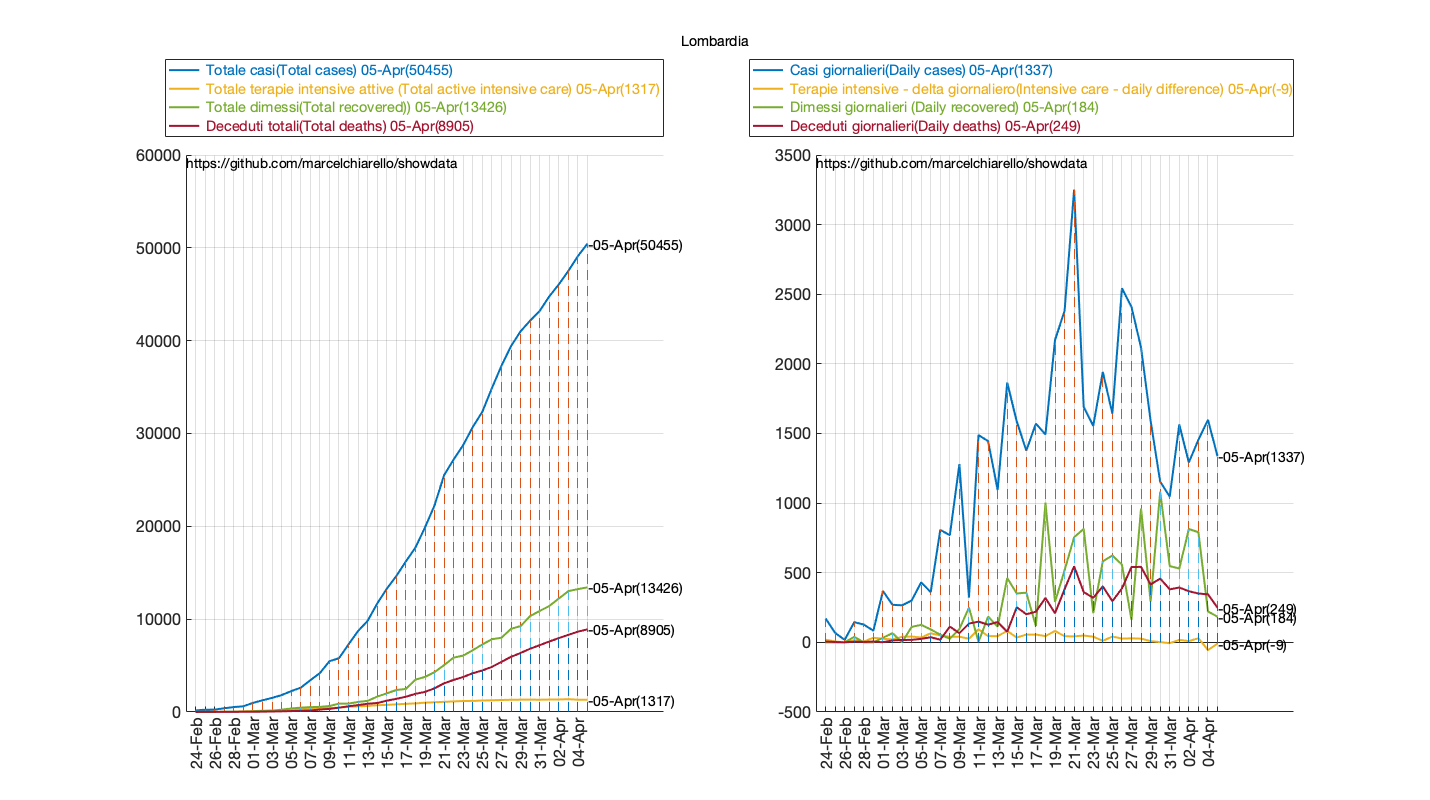 Lombardia
Totale casi(Total cases) 05-Apr(50455)
Totale terapie intensive attive (Total active intensive care) 05-Apr(1317)
Totale dimessi(Total recovered)) 05-Apr(13426)
Deceduti totali(Total deaths) 05-Apr(8905)
Casi giornalieri(Daily cases) 05-Apr(1337)
Terapie intensive - delta giornaliero(Intensive care - daily difference) 05-Apr(-9)
Dimessi giornalieri (Daily recovered) 05-Apr(184)
Deceduti giornalieri(Daily deaths) 05-Apr(249)
https://github.com/marcelchiarello/showdata
60000
50000
40000
30000
20000
10000
0
-05-Apr(50455)
-05-Apr(13426)
-05-Apr(8905)
-05-Apr(1317)
24-Feb
26-Feb
28-Feb
01-Mar
03-Mar
05-Mar
07-Mar
09-Mar
11-Mar
13-Mar
15-Mar
17-Mar
19-Mar
21-Mar
23-Mar
25-Mar
27-Mar
29-Mar
31-Mar
02-Apr
04-Apr
https://github.com/marcelchiarello/showdata
3500
3000
2500
2000
1500
1000
500
0
-500
-05-Apr(1337)
-05-Apr(249)
-05-Apr(184)
-05-Apr(-9)
24-Feb
26-Feb
28-Feb
01-Mar
03-Mar
05-Mar
07-Mar
09-Mar
11-Mar
13-Mar
15-Mar
17-Mar
19-Mar
21-Mar
23-Mar
25-Mar
27-Mar
29-Mar
31-Mar
02-Apr
04-Apr